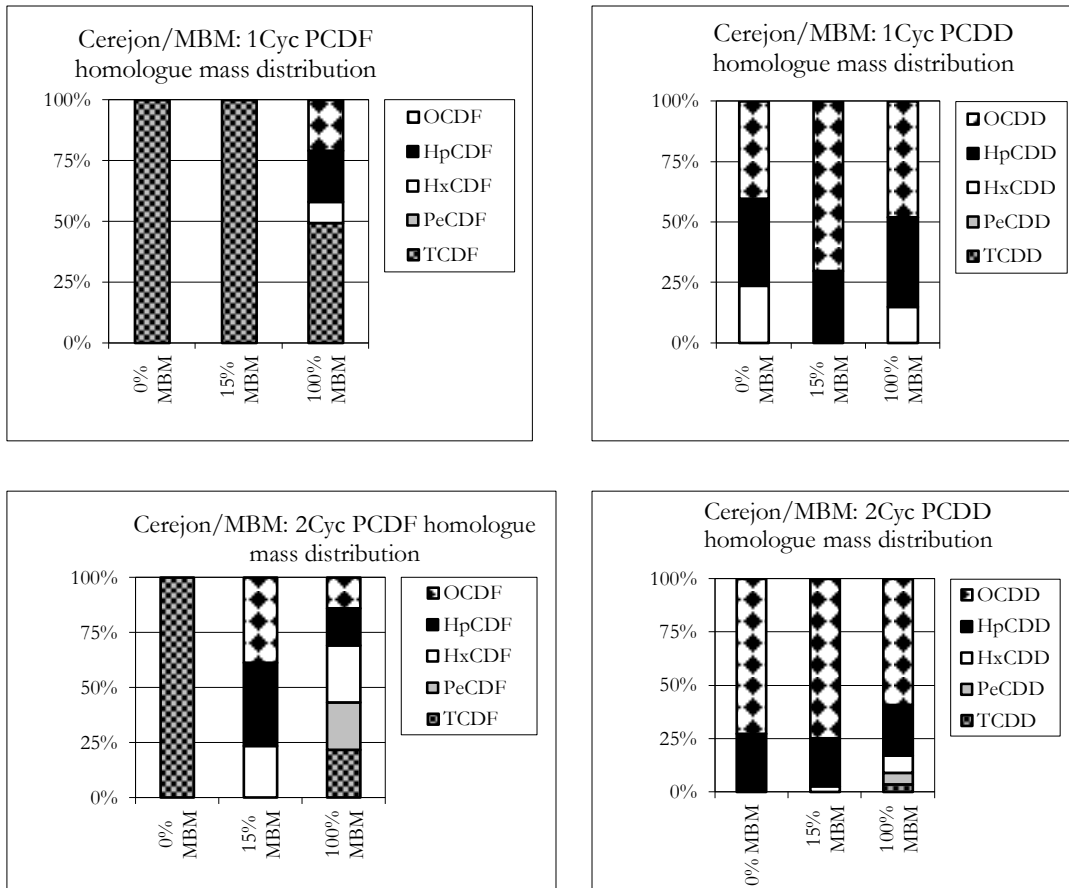 Cerejon/MBM: 1Cyc PCDF
homologue mass distribution
100%
75%
50%
25%
0%
0%
MBM
15%
MBM
100%
MBM
OCDF
HpCDF
HxCDF
PeCDF
TCDF
Cerejon/MBM: 1Cyc PCDD
homologue mass distribution
100%
75%
50%
25%
0%
0%
MBM
15%
MBM
100%
MBM
OCDD
HpCDD
HxCDD
PeCDD
TCDD
Cerejon/MBM: 2Cyc PCDF homologue
mass distribution
100%
75%
50%
25%
0%
0%
MBM
15%
MBM
100%
MBM
OCDF
HpCDF
HxCDF
PeCDF
TCDF
Cerejon/MBM: 2Cyc PCDD
homologue mass distribution
100%
75%
50%
25%
0%
0% MBM
15%
MBM
100%
MBM
OCDD
HpCDD
HxCDD
PeCDD
TCDD